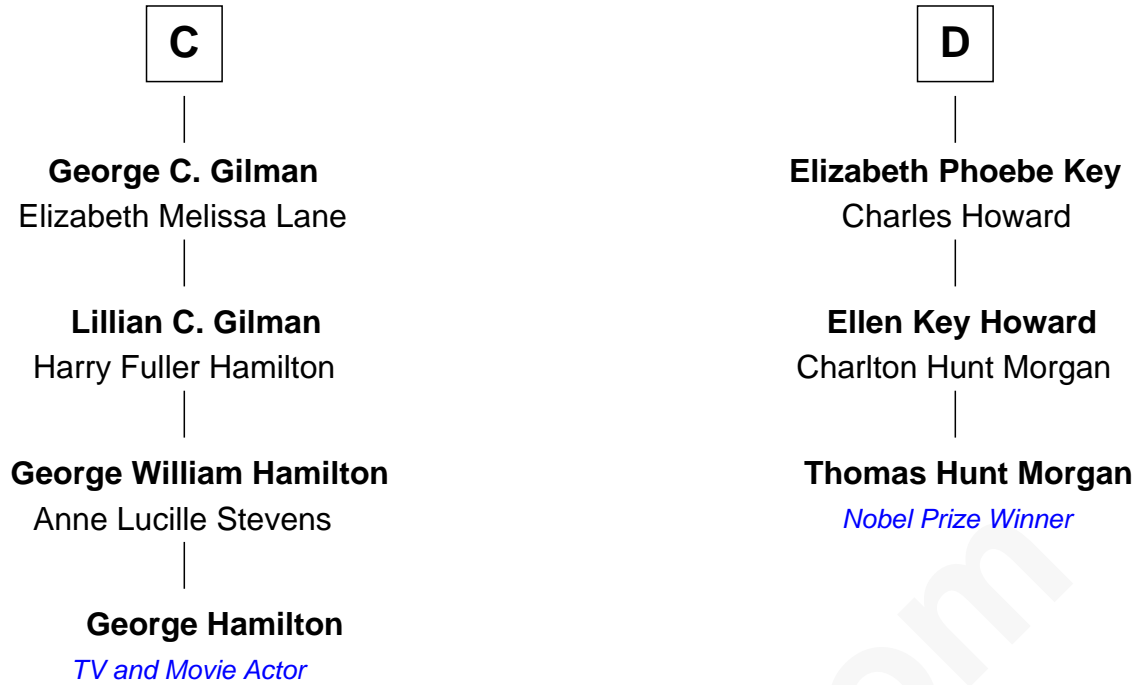 C
George C. Gilman
Elizabeth Melissa Lane
Lillian C. Gilman
Harry Fuller Hamilton
George William Hamilton
Anne Lucille Stevens
George Hamilton
TV and Movie Actor
D
Elizabeth Phoebe Key
Charles Howard
Ellen Key Howard
Charlton Hunt Morgan
Thomas Hunt Morgan
Nobel Prize Winner
om